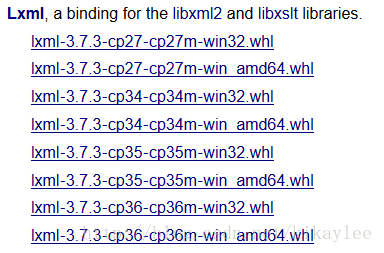 Lxml, a binding for the libxml2 and libxslt libraries.
lxml-3.7.3-cp27-cp27m-win32.whl
lxml-3.7.3-cp27-cp27m-win_amd64.whl
lxml-3.7.3-cp34-cp34m-win32.whl
lxml-3.7.3-cp34-cp34m-win_amd64.whl
lxml-3.7.3-cp35-cp35m-win32.whl
lxml-3.7.3-cp35-cp35m-win_amd64.whl
lxml-3.7.3-cp36-cp36m-win32.whl
lxml-3.7.3-cp36-cp36m-win_amd64.whl